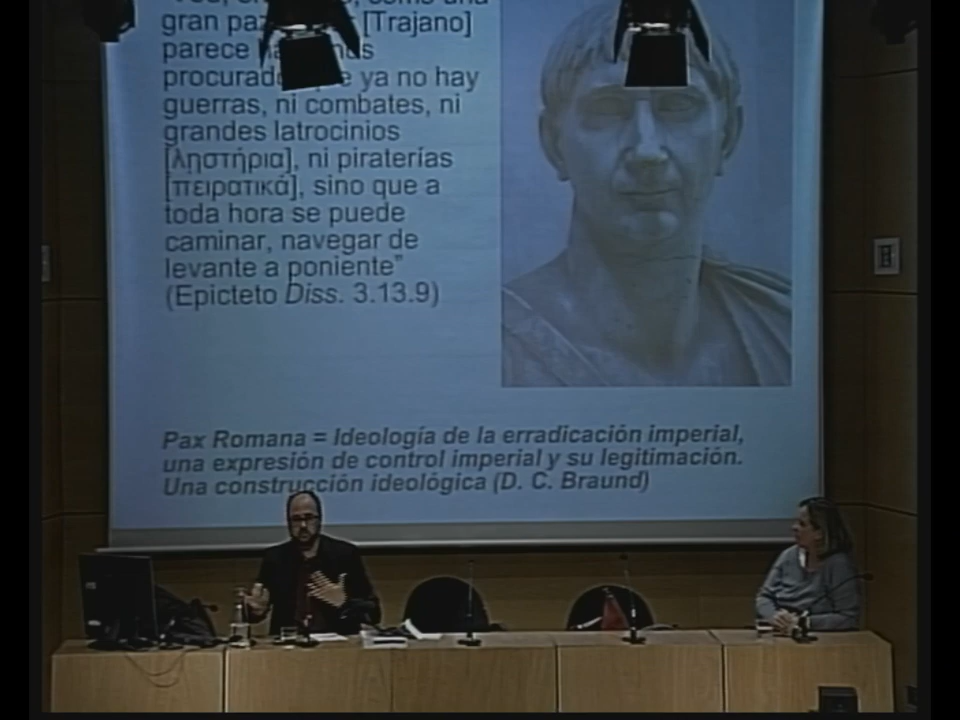 gran paz [Trajano]
parece
procurado ya no hay
guerras, ni combates, ni
grandes latrocinios
[λῃστήρια], ni piraterías
[πειρατικά], sino que a
toda hora se puede
caminar, navegar de
levante a poniente”
(Epicteto Diss. 3.13.9)
Pax Romana = Ideología de la erradicación imperial,
una expresión de control imperial y su legitimación.
Una construcción ideológica (D. C. Braund)